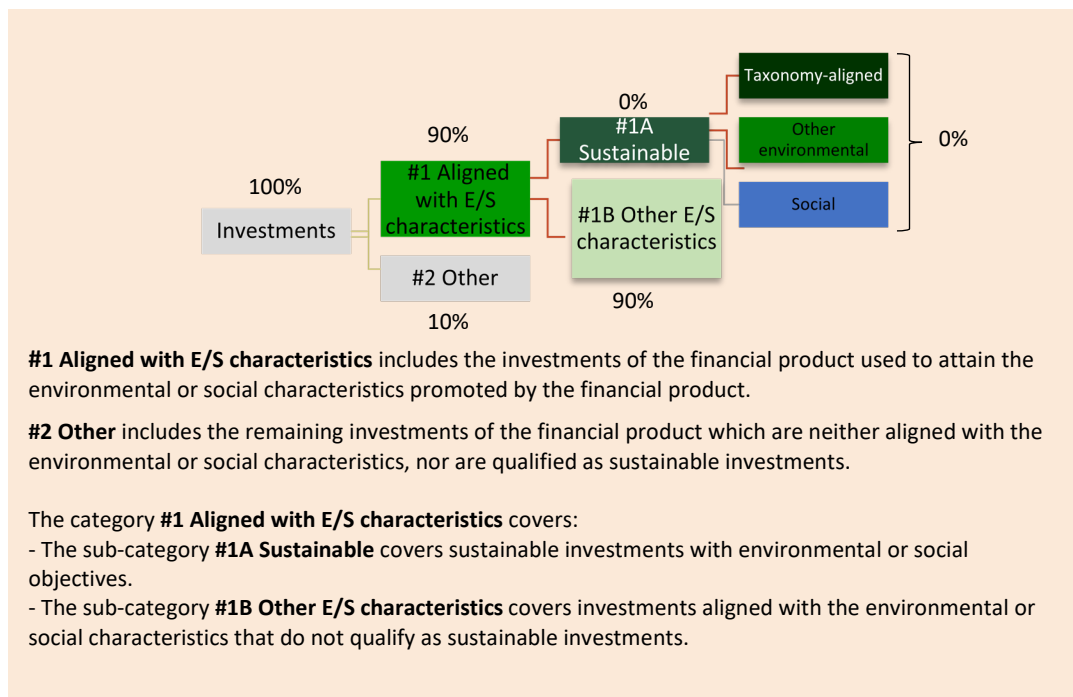 Taxonomy-aligned
0%
#1A
Sustainable
Other
environmental
0%
90%
#1 Aligned
with E/S
characteristics
100%
Investments
#1B Other E/S
characteristics
Social
#2 Other
10%
90%
#1 Aligned with E/S characteristics includes the investments of the financial product used to attain the
environmental or social characteristics promoted by the financial product.
#2 Other includes the remaining investments of the financial product which are neither aligned with the
environmental or social characteristics, nor are qualified as sustainable investments.
The category #1 Aligned with E/S characteristics covers:
- The sub-category #1A Sustainable covers sustainable investments with environmental or social
objectives.
- The sub-category #1B Other E/S characteristics covers investments aligned with the environmental or
social characteristics that do not qualify as sustainable investments.